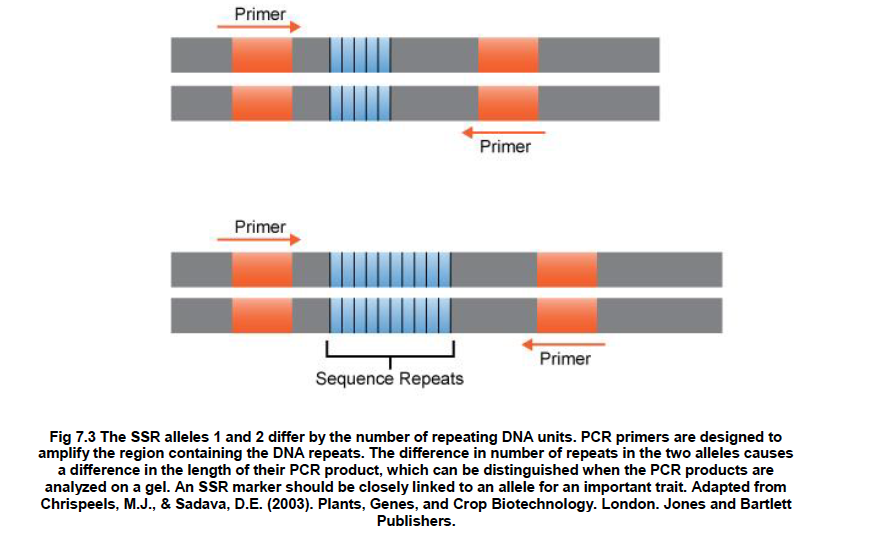 Primer
Primer
Primer
Primer
Sequence Repeats
Fig 7.3 The SSR alleles 1 and 2 differ by the number of repeating DNA units. PCR primers are designed to
amplify the region containing the DNA repeats. The difference in number of repeats in the two alleles causes
a difference in the length of their PCR product, which can be distinguished when the PCR products are
analyzed on a gel. An SSR marker should be closely linked to an allele for an important trait. Adapted from
Chrispeels, M.J., & Sadava, D.E. (2003). Plants, Genes, and Crop Biotechnology. London. Jones and Bartlett
Publishers.